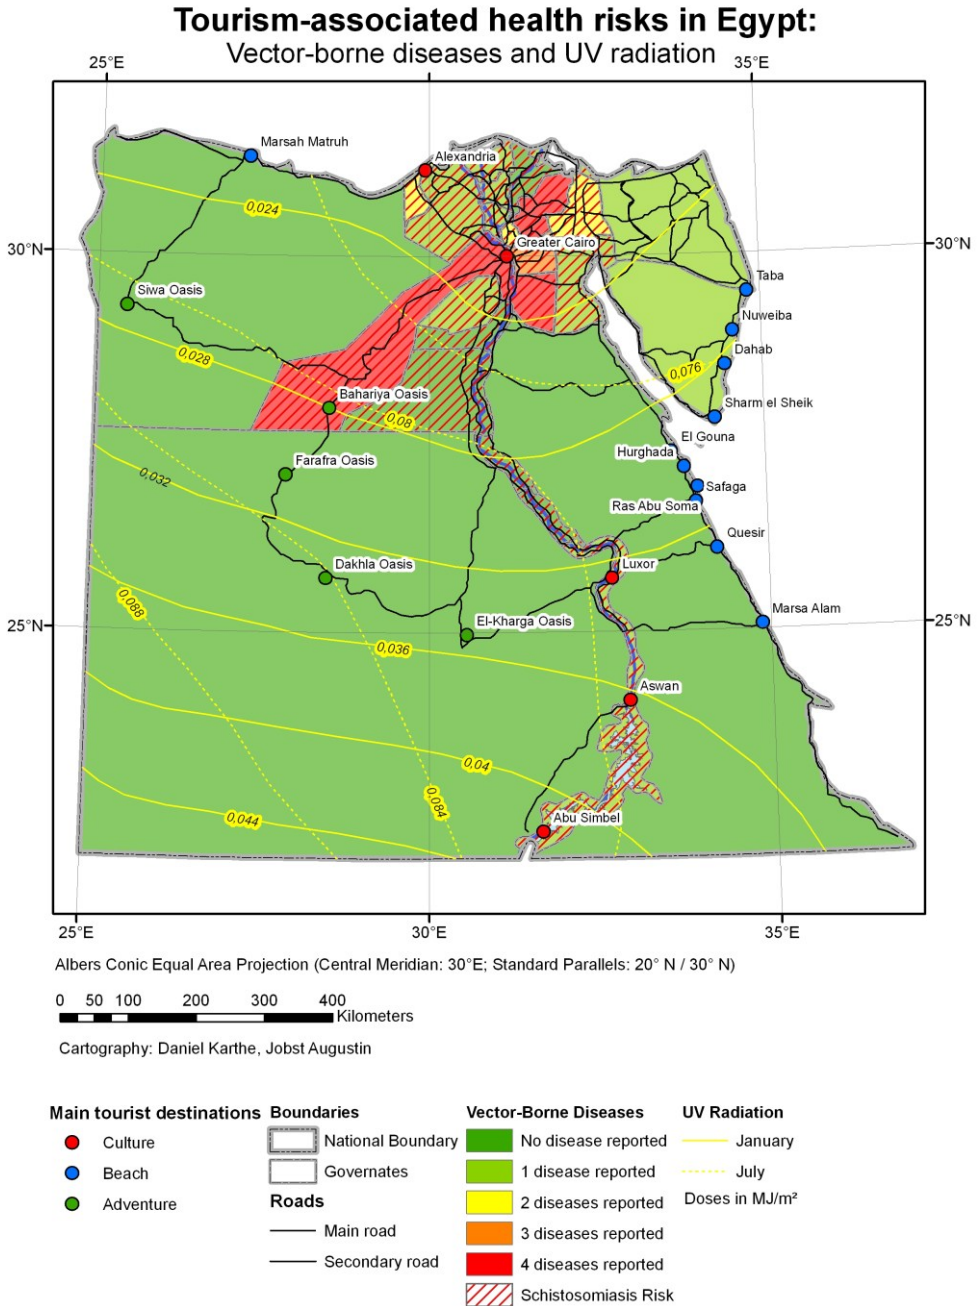 Tourism-associated health risks in Egypt:
Vector-borne diseases and UV radiation
25°E 30°E 35°E
Marsah Matruh
Alexandria
0,024
30°N Greater Cairo 30°N
Taba
Siwa Oasis
Nuweiba
Dahab
0,028
0,076
Bahariya Oasis
Sharm el Sheik
0,08
El Gouna
Hurghada
Farafra Oasis
0,032
Safaga
Ras Abu Soma
Quesir
Dakhla Oasis
Luxor
0,088
Marsa Alam
El-Kharga Oasis
25°N 25°N
0,036
Aswan
0,04
0,084
0,044
Abu Simbel
25°E 30°E 35°E
Albers Conic Equal Area Projection (Central Meridian: 30°E; Standard Parallels: 20° N / 30° N)
0 50 100 200 300 400
Kilometers
Cartography: Daniel Karthe, Jobst Augustin
Main tourist destinations
Culture
Beach
Adventure
Boundaries
National Boundary
Governates
Roads
Main road
Secondary road
Vector-Borne Diseases
No disease reported
1 disease reported
2 diseases reported
3 diseases reported
4 diseases reported
Schistosomiasis Risk
UV Radiation
January
July
Doses in MJ/m²